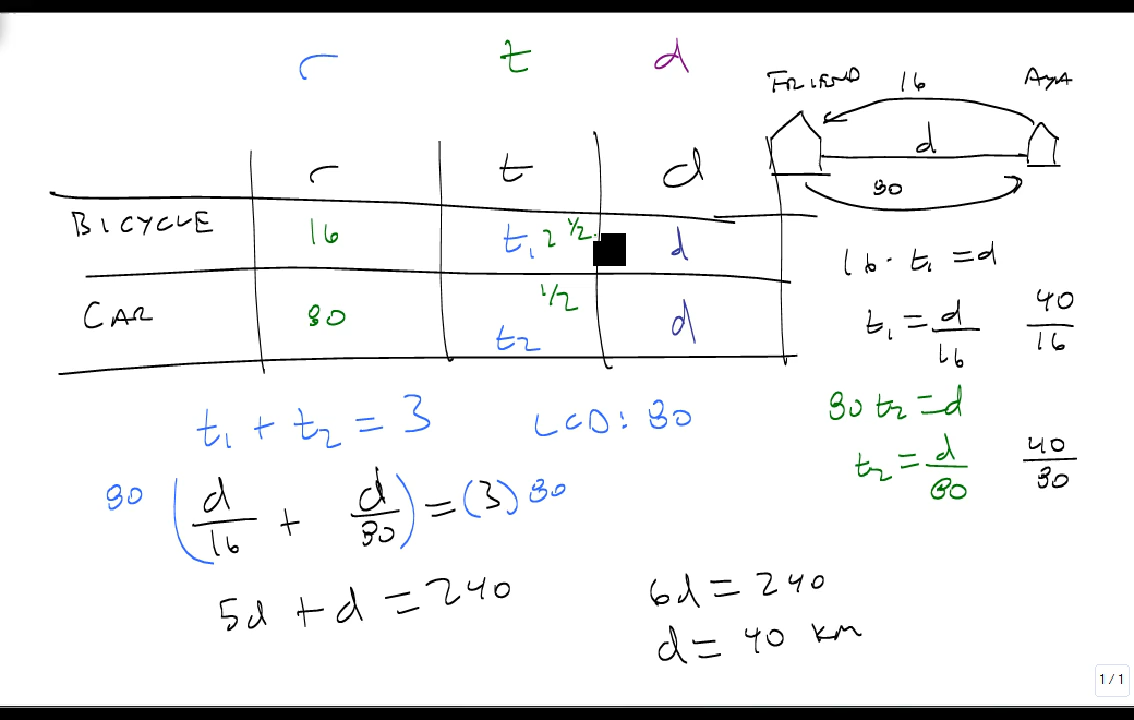 r t d
FRIEND 16 AYA
d
80
r t d
BICYCLE 16 t₁ 2 ½ d
CAR 80 ½ t₂ d
16 · t₁ = d
t₁ = d/16 40/16
80 t₂ = d
t₂ = d/80 40/80
t₁ + t₂ = 3 LCD: 80
80 (d/16 + d/80) = (3) 80
5d + d = 240 6d = 240
d = 40 km
1 / 1